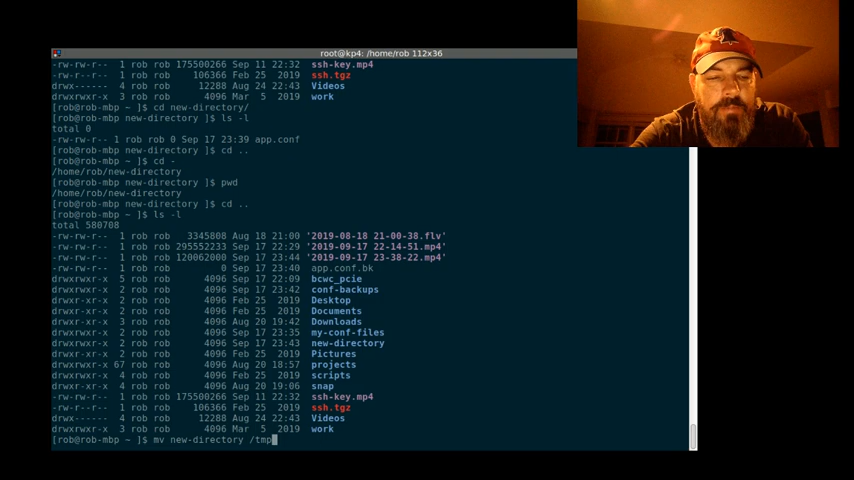 root@kp4: /home/rob 112x36
-rw-rw-r-- 1 rob rob 175500266 Sep 11 22:32 ssh-key.mp4
-rw-r--r-- 1 rob rob 106366 Feb 25 2019 ssh.tgz
drwx------ 4 rob rob 12288 Aug 24 22:43 Videos
drwxrwxr-x 3 rob rob 4096 Mar 5 2019 work
[rob@rob-mbp ~ ]$ cd new-directory/
[rob@rob-mbp new-directory ]$ ls -l
total 0
-rw-rw-r-- 1 rob rob 0 Sep 17 23:39 app.conf
[rob@rob-mbp new-directory ]$ cd ..
[rob@rob-mbp ~ ]$ cd -
/home/rob/new-directory
[rob@rob-mbp new-directory ]$ pwd
/home/rob/new-directory
[rob@rob-mbp new-directory ]$ cd ..
[rob@rob-mbp ~ ]$ ls -l
total 580708
-rw-rw-r-- 1 rob rob 3345808 Aug 18 21:00 '2019-08-18 21-00-38.flv'
-rw-rw-r-- 1 rob rob 295552233 Sep 17 22:29 '2019-09-17 22-14-51.mp4'
-rw-rw-r-- 1 rob rob 120062000 Sep 17 23:44 '2019-09-17 23-38-22.mp4'
-rw-rw-r-- 1 rob rob 0 Sep 17 23:40 app.conf.bk
drwxrwxr-x 5 rob rob 4096 Sep 17 22:09 bcwc_pcie
drwxrwxr-x 2 rob rob 4096 Sep 17 23:42 conf-backups
drwxr-xr-x 2 rob rob 4096 Feb 25 2019 Desktop
drwxr-xr-x 2 rob rob 4096 Feb 25 2019 Documents
drwxr-xr-x 3 rob rob 4096 Aug 20 19:42 Downloads
drwxrwxr-x 2 rob rob 4096 Sep 17 23:35 my-conf-files
drwxrwxr-x 2 rob rob 4096 Sep 17 23:43 new-directory
drwxr-xr-x 2 rob rob 4096 Feb 25 2019 Pictures
drwxrwxr-x 67 rob rob 4096 Aug 20 18:57 projects
drwxrwxr-x 4 rob rob 4096 Feb 25 2019 scripts
drwxr-xr-x 4 rob rob 4096 Aug 20 19:06 snap
-rw-rw-r-- 1 rob rob 175500266 Sep 11 22:32 ssh-key.mp4
-rw-r--r-- 1 rob rob 106366 Feb 25 2019 ssh.tgz
drwx------ 4 rob rob 12288 Aug 24 22:43 Videos
drwxrwxr-x 3 rob rob 4096 Mar 5 2019 work
[rob@rob-mbp ~ ]$ mv new-directory /tmp